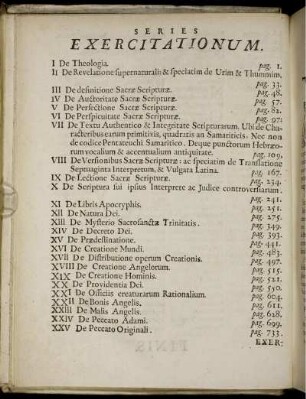 SERIES
EXERCITATIONUM.
I De Theologia. pag. 1.
II De Revelatione supernaturali; & speciatim de Urim & Thummim.
pag. 33.
III De definitione Sacræ Scripturæ. pag. 48.
IV De Auctoritate Sacræ Scripturæ. pag. 57.
V De Perfectione Sacræ Scripturæ. pag. 82.
VI De Perspicuitate Sacræ Scripturæ. pag. 97.
VII De Textu Authentico & Integritate Scripturarum. Ubi de Cha-
racteribus earum primitivis, quadratis an Samariticis. Nec non
de codice Pentateuchi Samaritico. Deque punctorum Hebræo-
rum vocalium & accentualium antiquitate. pag. 109.
VIII De Versionibus Sacræ Scripturæ: ac speciatim de Translatione
Septuaginta Interpretum, & Vulgata Latina. pag. 167.
IX De Lectione Sacræ Scripturæ. pag. 234.
X De Scriptura sui ipsius Interprete ac Judice controversiarum.
pag. 241.
XI De Libris Apocryphis. pag. 251.
XII De Natura Dei. pag. 275.
XIII De Mysterio Sacrosanctæ Trinitatis. pag. 349.
XIV De Decreto Dei. pag. 393.
XV De Prædestinatione. pag. 441.
XVI De Creatione Mundi. pag. 483.
XVII De Distributione operum Creationis. pag. 497.
XVIII De Creatione Angelorum. pag. 515.
XIX De Creatione Hominis. pag. 521.
XX De Providentia Dei. pag. 550.
XXI De Officiis creaturarum Rationalium. pag. 604.
XXII De Bonis Angelis. pag. 611.
XXIII De Malis Angelis. pag. 628.
XXIV De Peccato Adami. pag. 699.
XXV De Peccato Originali. pag. 733.
EXER: